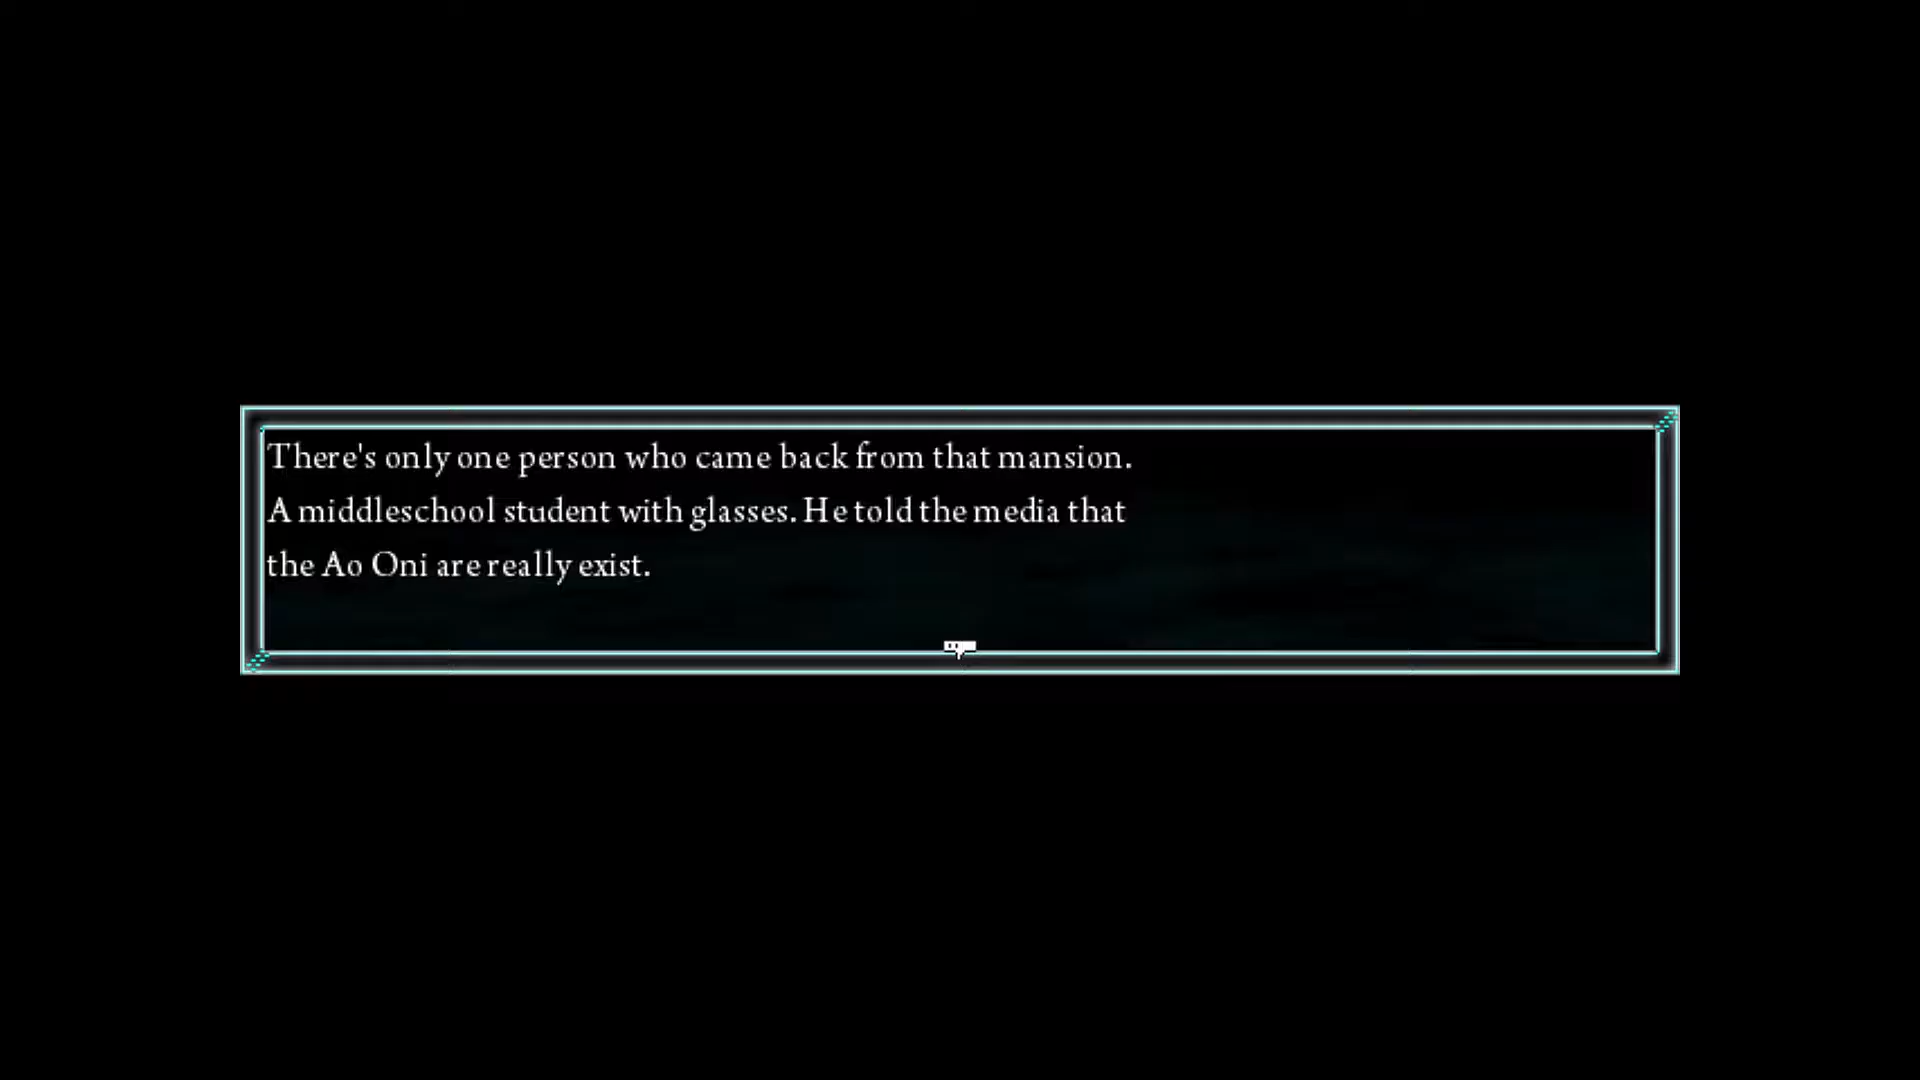 There's only one person who came back from that mansion.
A middleschool student with glasses. He told the media that
the Ao Oni are really exist.